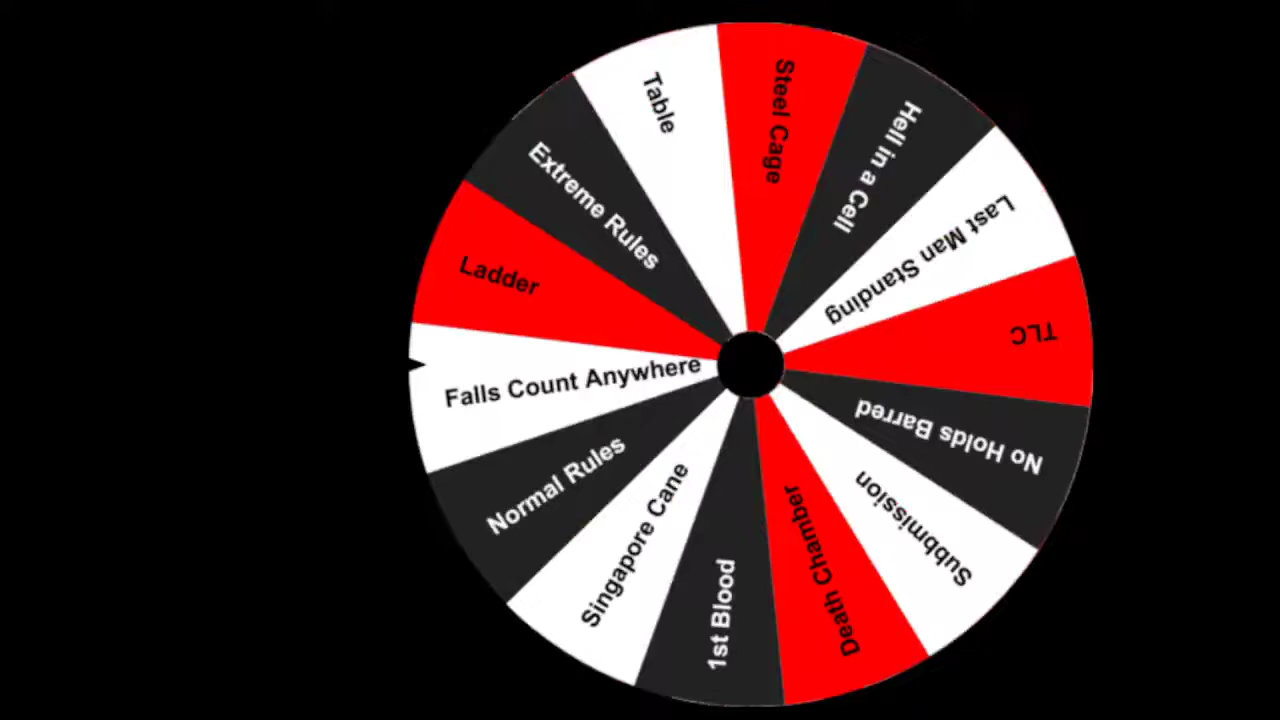 Steel Cage
Hell in a Cell
Last Man Standing
TLC
No Holds Barred
Subbmission
Death Chamber
1st Blood
Singapore Cane
Normal Rules
Falls Count Anywhere
Ladder
Extreme Rules
Table